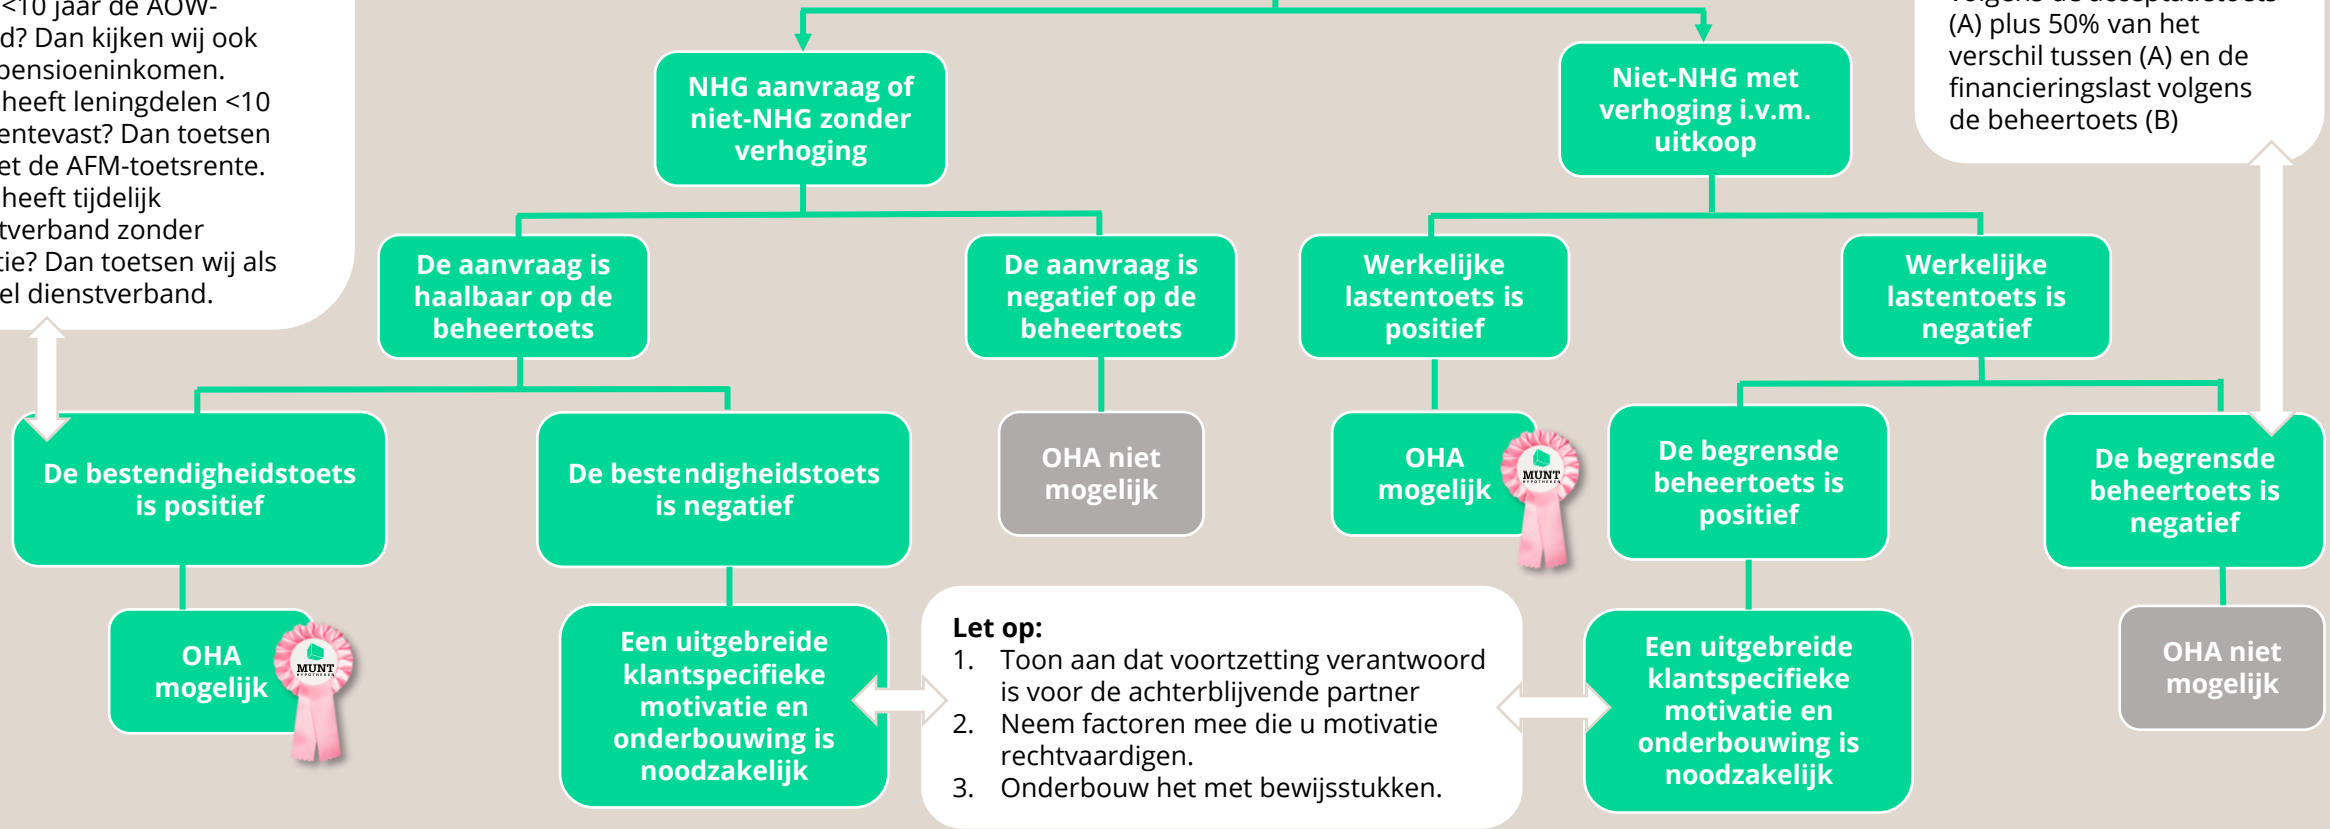 <10 jaar de AOW-
d? Dan kijken wij ook
pensioeninkomen.
heeft leningdelen <10
entevast? Dan toetsen
et de AFM-toetsrente.
heeft tijdelijk
tverband zonder
tie? Dan toetsen wij als
el dienstverband.
volgens de acceptatietoets
(A) plus 50% van het
verschil tussen (A) en de
financieringslast volgens
de beheertoets (B)
NHG aanvraag of
niet-NHG zonder
verhoging
Niet-NHG met
verhoging i.v.m.
uitkoop
De aanvraag is
haalbaar op de
beheertoets
De aanvraag is
negatief op de
beheertoets
Werkelijke
lastentoets is
positief
Werkelijke
lastentoets is
negatief
De bestendigheidstoets
is positief
De bestendigheidstoets
is negatief
OHA niet
mogelijk
OHA
mogelijk
MUNT
HYPOTHEKEN
De begrensde
beheertoets is
positief
De begrensde
beheertoets is
negatief
OHA
mogelijk
MUNT
HYPOTHEKEN
Een uitgebreide
klantspecifieke
motivatie en
onderbouwing is
noodzakelijk
Let op:
1. Toon aan dat voortzetting verantwoord
is voor de achterblijvende partner
2. Neem factoren mee die u motivatie
rechtvaardigen.
3. Onderbouw het met bewijsstukken.
Een uitgebreide
klantspecifieke
motivatie en
onderbouwing is
noodzakelijk
OHA niet
mogelijk